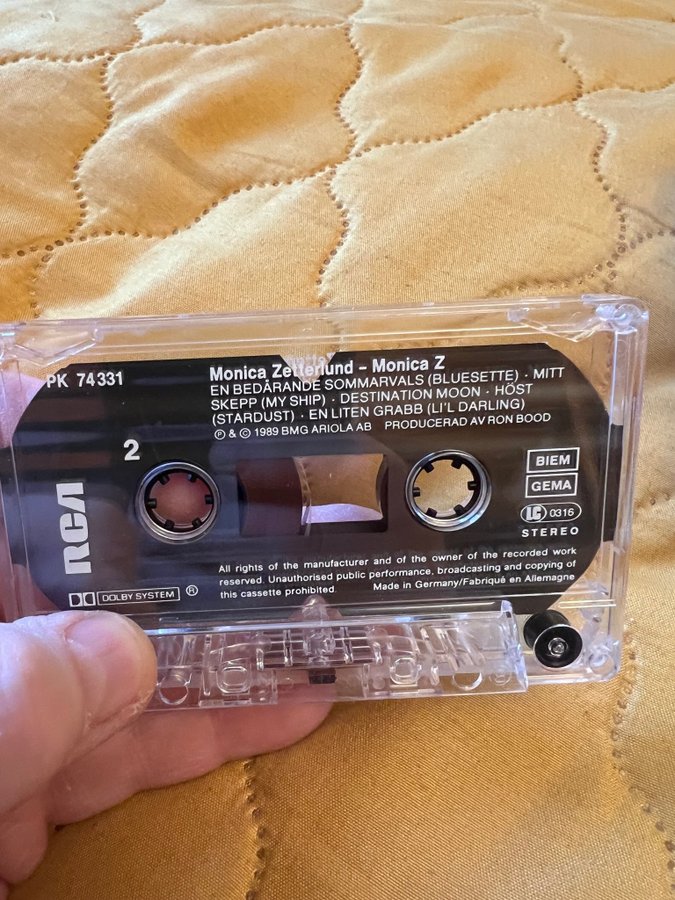 PK 74331
Monica Zetterlund – Monica Z
EN BEDÅRANDE SOMMARVALS (BLUESETTE) · MITT
SKEPP (MY SHIP) · DESTINATION MOON · HÖST
(STARDUST) · EN LITEN GRABB (LI'L DARLING)
℗ & © 1989 BMG ARIOLA AB PRODUCERAD AV RON BOOD
2
BIEM
GEMA
LC 0316
STEREO
RCA
All rights of the manufacturer and of the owner of the recorded work
reserved. Unauthorised public performance, broadcasting and copying of
this cassette prohibited. Made in Germany/Fabriqué en Allemagne
DOLBY SYSTEM ®